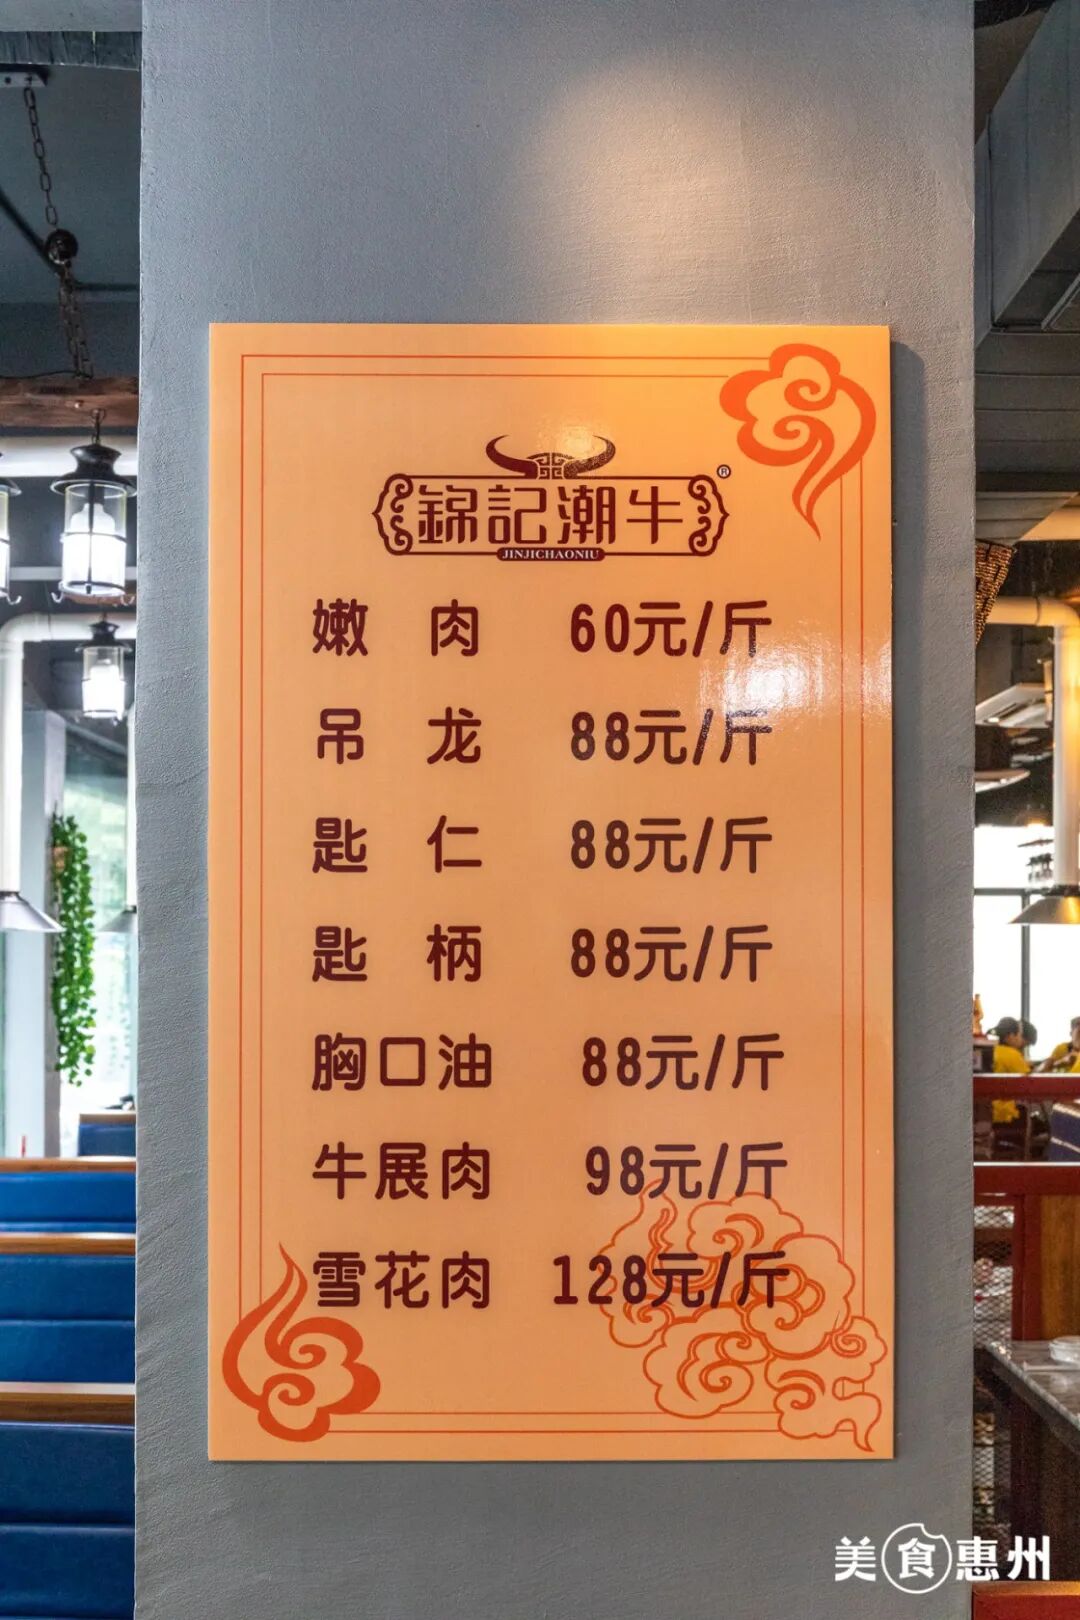 錦記潮牛®
JINJICHAONIU
嫩肉 60元/斤
吊龙 88元/斤
匙仁 88元/斤
匙柄 88元/斤
胸口油 88元/斤
牛展肉 98元/斤
雪花肉 128元/斤
美食惠州